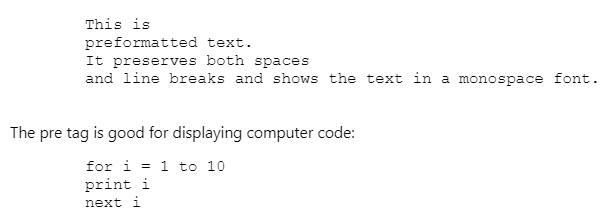 This is
preformatted text.
It preserves both spaces
and line breaks and shows the text in a monospace font.
The pre tag is good for displaying computer code:
for i = 1 to 10
print i
next i